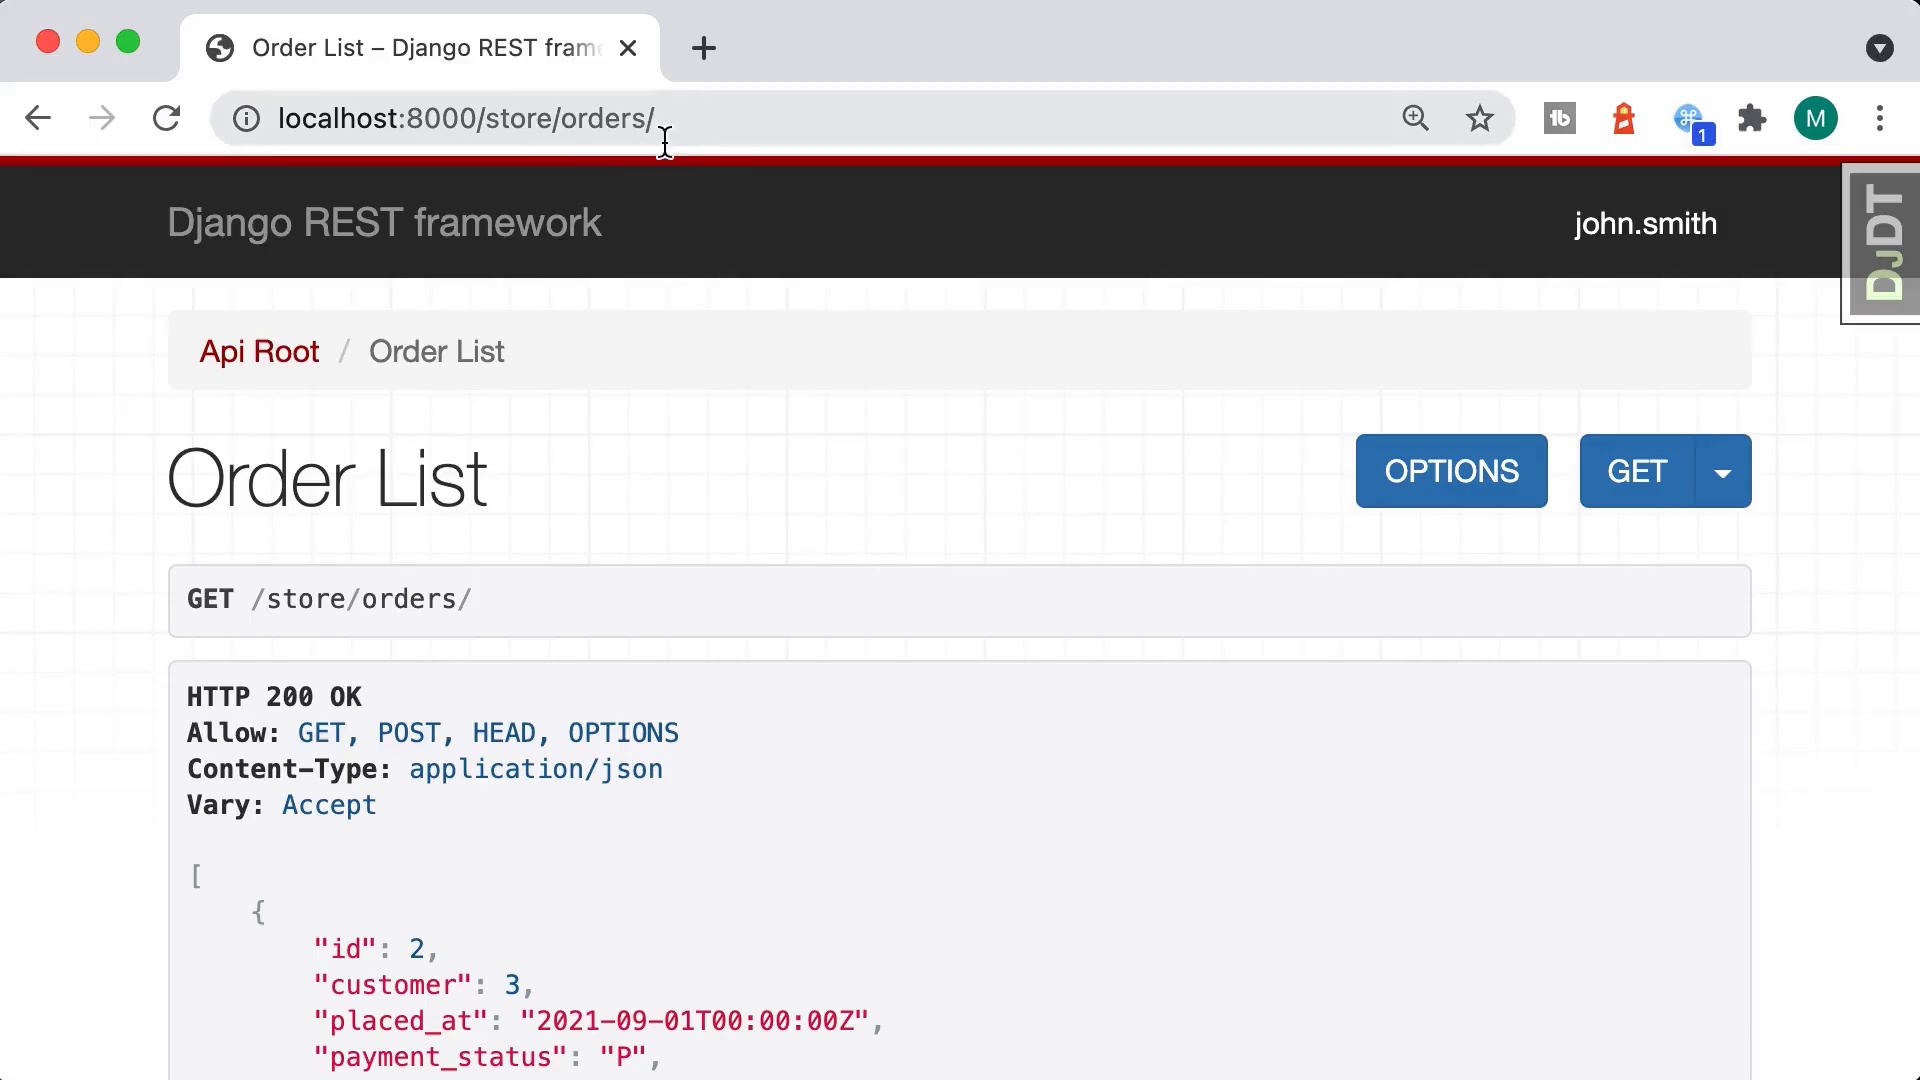 Order List – Django REST fram
localhost:8000/store/orders/
1
M
Django REST framework
john.smith
DJDT
Api Root / Order List
Order List
OPTIONS
GET
GET /store/orders/
HTTP 200 OK
Allow: GET, POST, HEAD, OPTIONS
Content-Type: application/json
Vary: Accept
[
{
"id": 2,
"customer": 3,
"placed_at": "2021-09-01T00:00:00Z",
"payment_status": "P",